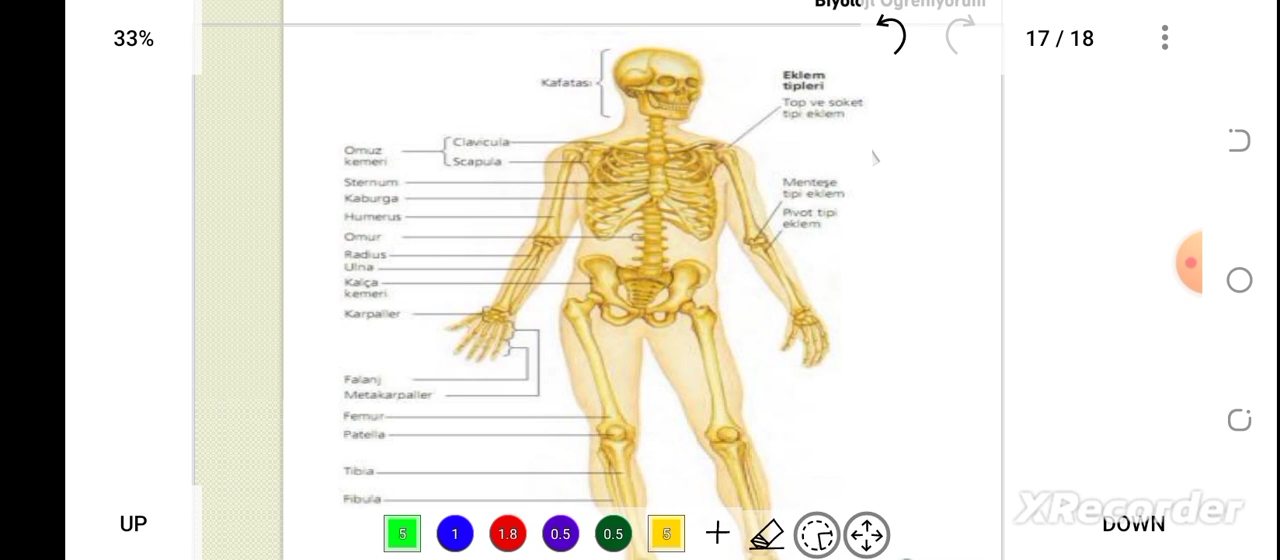 Biyoloji Öğreniyorum
33%
17 / 18
Kafatası
Eklem
tipleri
Top ve soket
tipi eklem
Clavicula
Omuz
kemeri
Scapula
Sternum
Menteşe
tipi eklem
Kaburga
Humerus
Pivot tipi
eklem
Omur
Radius
Ulna
Kalça
kemeri
Karpaller
Falanj
Metakarpaller
Femur
Patella
Tibia
Fibula
5
1
1.8
0.5
0.5
5
UP
DOWN
XRecorder